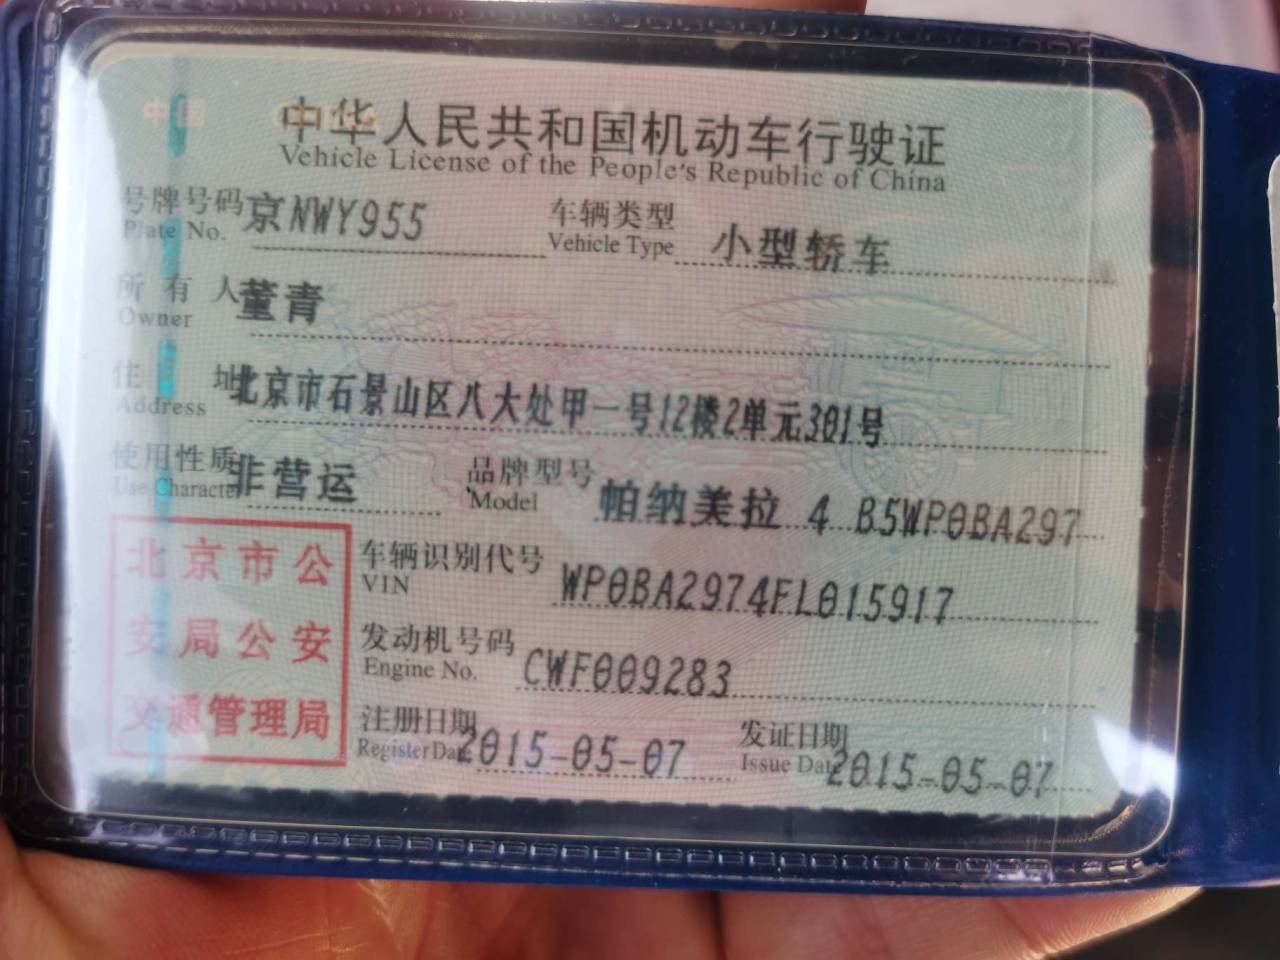 中华人民共和国机动车行驶证
Vehicle License of the People's Republic of China
号牌号码 京NWY955 车辆类型 小型轿车
Plate No. Vehicle Type
所有人 董青
Owner
住址 北京市石景山区八大处甲一号12楼2单元301号
Address
使用性质 非营运 品牌型号 帕纳美拉 4 B5WP0BA297
Use Character Model
北京市公
安局公安
交通管理局
车辆识别代号 WP0BA2974FL015917
VIN
发动机号码 CWF009283
Engine No.
注册日期 2015-05-07 发证日期 2015-05-07
Register Date Issue Date